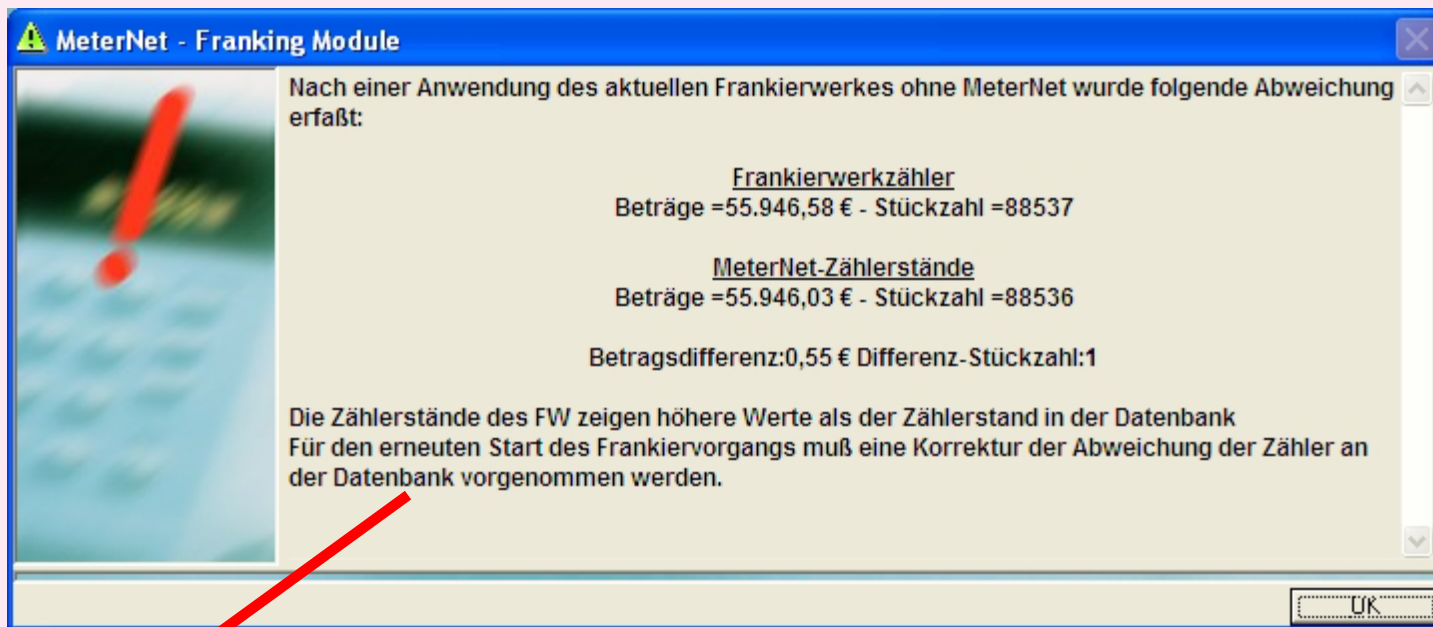 MeterNet - Franking Module
Nach einer Anwendung des aktuellen Frankierwerkes ohne MeterNet wurde folgende Abweichung
erfaßt:
Frankierwerkzähler
Beträge =55.946,58 € - Stückzahl =88537
MeterNet-Zählerstände
Beträge =55.946,03 € - Stückzahl =88536
Betragsdifferenz:0,55 € Differenz-Stückzahl:1
Die Zählerstände des FW zeigen höhere Werte als der Zählerstand in der Datenbank
Für den erneuten Start des Frankiervorgangs muß eine Korrektur der Abweichung der Zähler an
der Datenbank vorgenommen werden.
OK